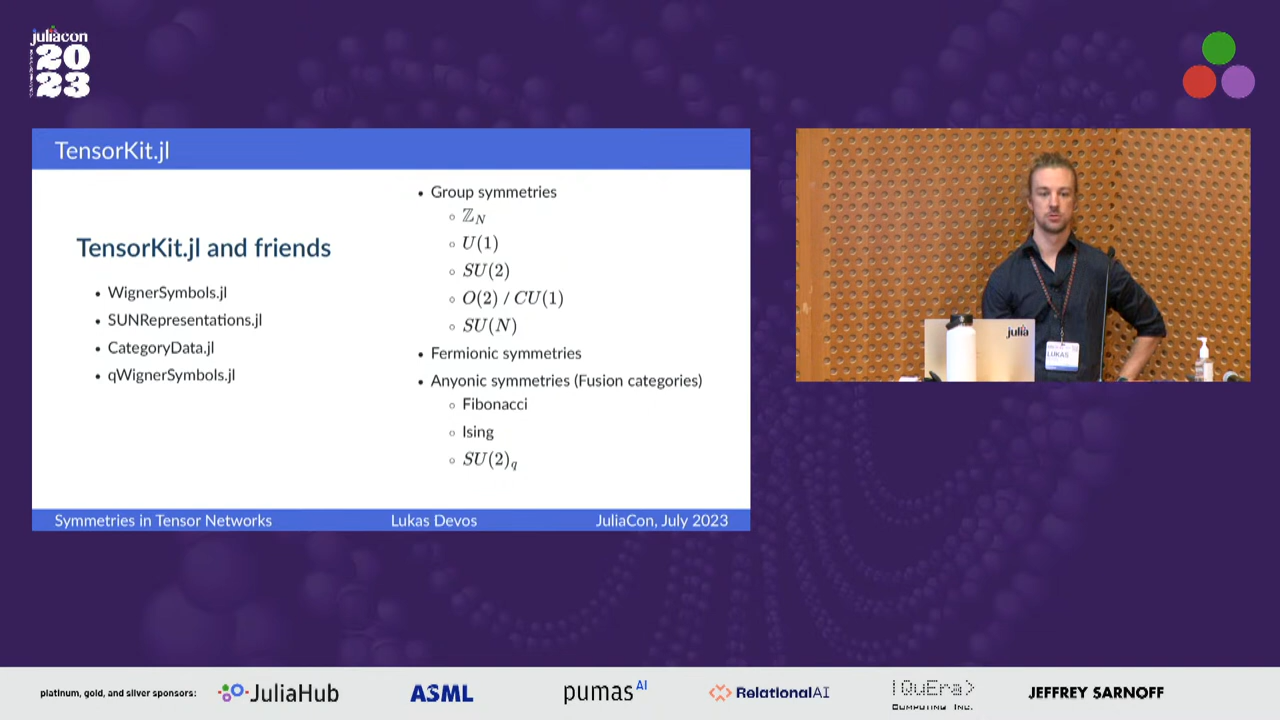 juliacon
20
23
TensorKit.jl
TensorKit.jl and friends
• WignerSymbols.jl
• SUNRepresentations.jl
• CategoryData.jl
• qWignerSymbols.jl
• Group symmetries
◦ ℤ_N
◦ U(1)
◦ SU(2)
◦ O(2) / CU(1)
◦ SU(N)
• Fermionic symmetries
• Anyonic symmetries (Fusion categories)
◦ Fibonacci
◦ Ising
◦ SU(2)_q
Symmetries in Tensor Networks
Lukas Devos
JuliaCon, July 2023
julia
LUKAS
platinum, gold, and silver sponsors:
JuliaHub
ASML
pumas AI
RelationalAI
|QuEra>
COMPUTING INC.
JEFFREY SARNOFF